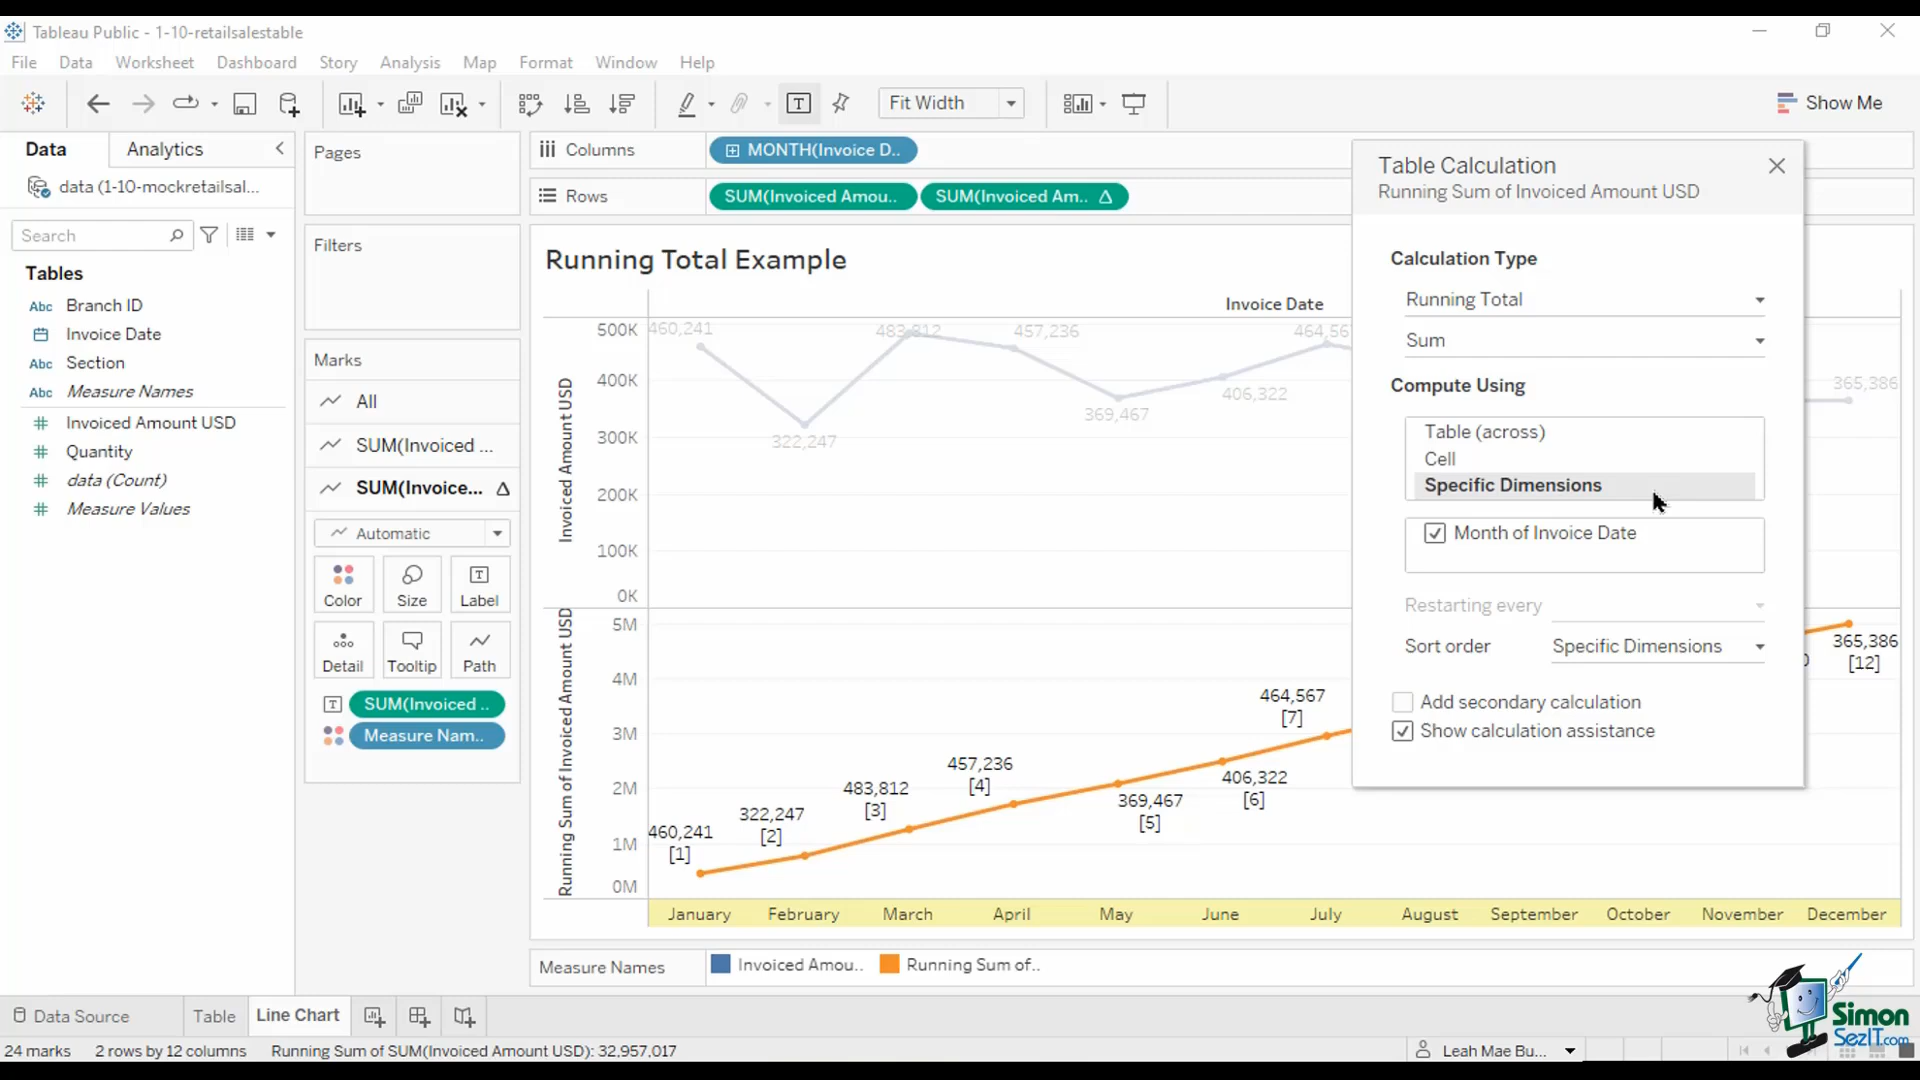 Tableau Public - 1-10-retailsalestable
File Data Worksheet Dashboard Story Analysis Map Format Window Help
Fit Width
Show Me
Data Analytics
data (1-10-mockretailsal...
Search
Tables
Abc Branch ID
Invoice Date
Abc Section
Abc Measure Names
# Invoiced Amount USD
# Quantity
# data (Count)
# Measure Values
Pages
Filters
Marks
All
SUM(Invoiced ...
SUM(Invoice... Δ
Automatic
Color Size Label
Detail Tooltip Path
SUM(Invoiced ..
Measure Nam..
Columns MONTH(Invoice D..
Rows SUM(Invoiced Amou.. SUM(Invoiced Am.. Δ
Running Total Example
Invoice Date
Invoiced Amount USD
500K
400K
300K
200K
100K
0K
460,241
322,247
483,812
457,236
369,467
406,322
464,567
365,386
Running Sum of Invoiced Amount USD
5M
4M
3M
2M
1M
0M
460,241
[1]
322,247
[2]
483,812
[3]
457,236
[4]
369,467
[5]
406,322
[6]
464,567
[7]
365,386
[12]
January February March April May June July August September October November December
Table Calculation
Running Sum of Invoiced Amount USD
Calculation Type
Running Total
Sum
Compute Using
Table (across)
Cell
Specific Dimensions
Month of Invoice Date
Restarting every
Sort order Specific Dimensions
Add secondary calculation
Show calculation assistance
Measure Names Invoiced Amou.. Running Sum of..
Data Source Table Line Chart
24 marks 2 rows by 12 columns Running Sum of SUM(Invoiced Amount USD): 32,957,017
Leah Mae Bu...
Simon
SezIT.com